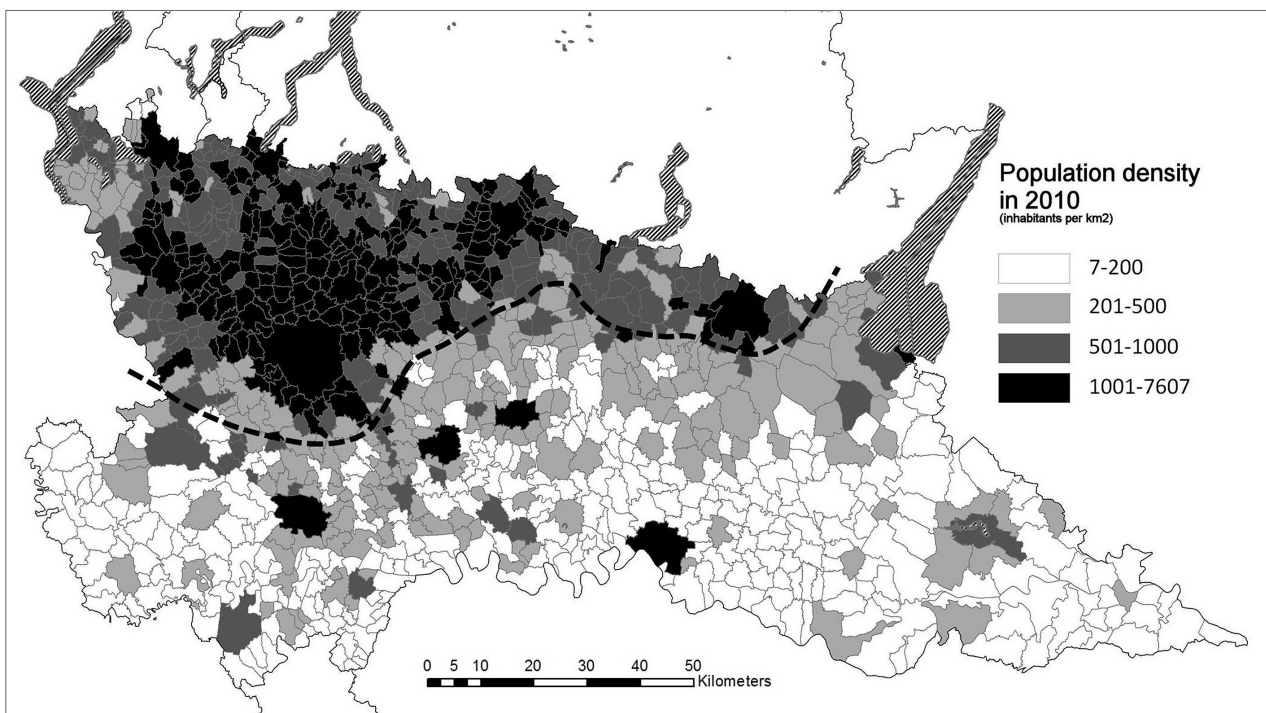 Population density
in 2010
(inhabitants per km2)
7-200
201-500
501-1000
1001-7607
0 5 10 20 30 40 50
Kilometers